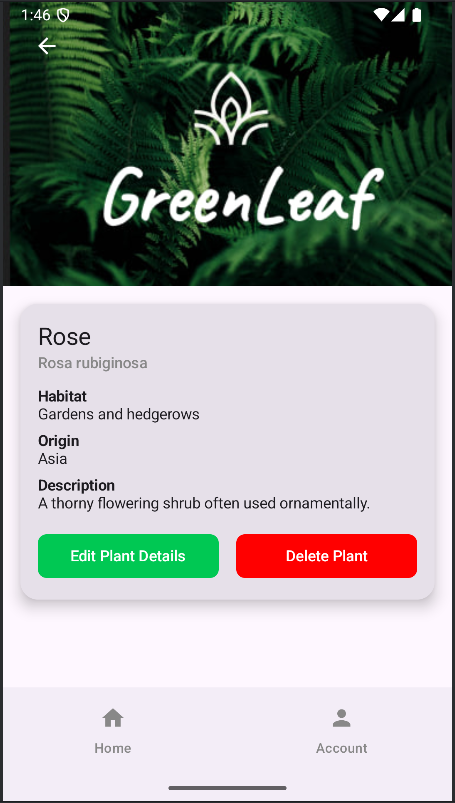 1:46
GreenLeaf
Rose
Rosa rubiginosa
Habitat
Gardens and hedgerows
Origin
Asia
Description
A thorny flowering shrub often used ornamentally.
Edit Plant Details
Delete Plant
Home
Account